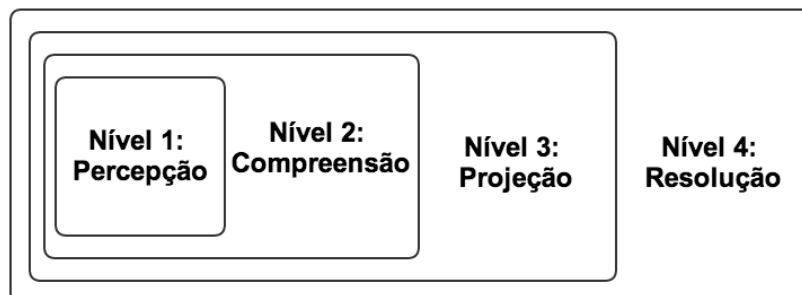 Nível 1:
Percepção
Nível 2:
Compreensão
Nível 3:
Projeção
Nível 4:
Resolução